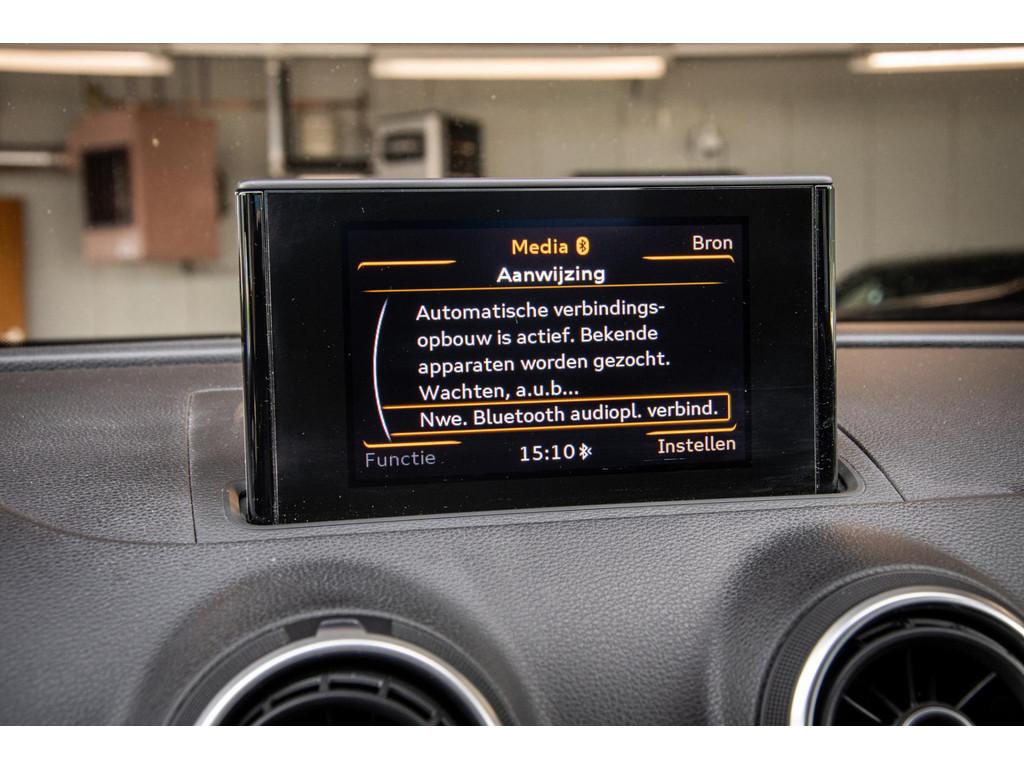 Media
Bron
Aanwijzing
Automatische verbindings-
opbouw is actief. Bekende
apparaten worden gezocht.
Wachten, a.u.b...
Nwe. Bluetooth audiopl. verbind.
Functie
15:10
Instellen